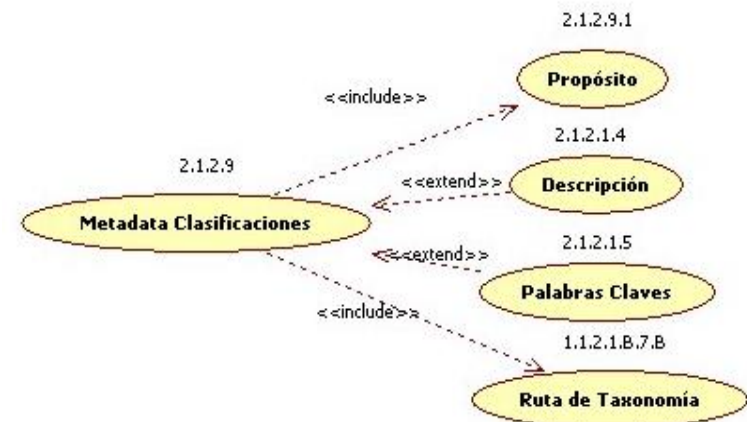 2.1.2.9.1
Propósito
<<include>>
2.1.2.1.4
2.1.2.9
<<extend>>
Descripción
Metadata Clasificaciones
2.1.2.1.5
<<extend>>
Palabras Claves
<<include>>
1.1.2.1.B.7.B
Ruta de Taxonomía